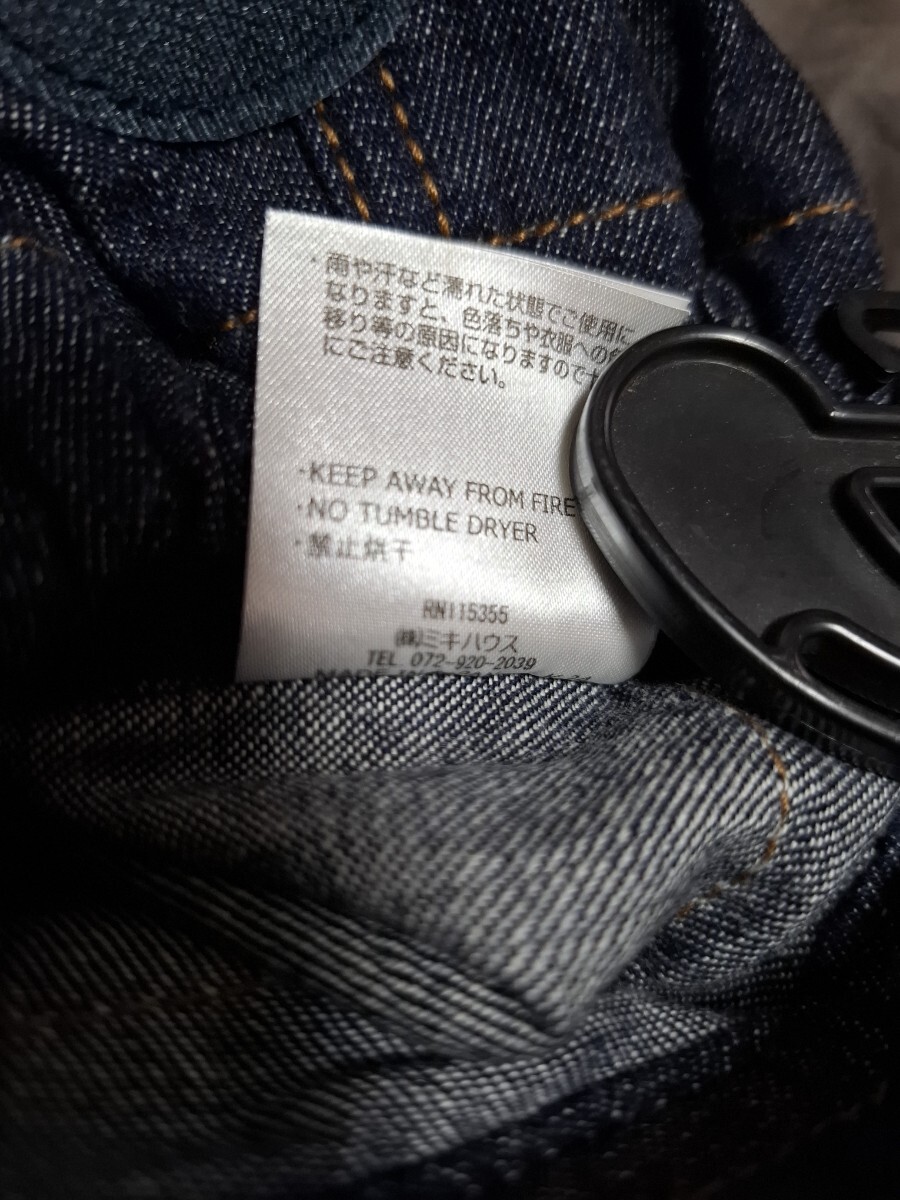 ・雨や汗など濡れた状態でご使用に
なりますと、色落ちや衣服への色
移り等の原因になりますので十
にご注意ください。
・KEEP AWAY FROM FIRE
・NO TUMBLE DRYER
・禁止烘干
RN115355
㈱ミキハウス
TEL 072-920-2039
MADE